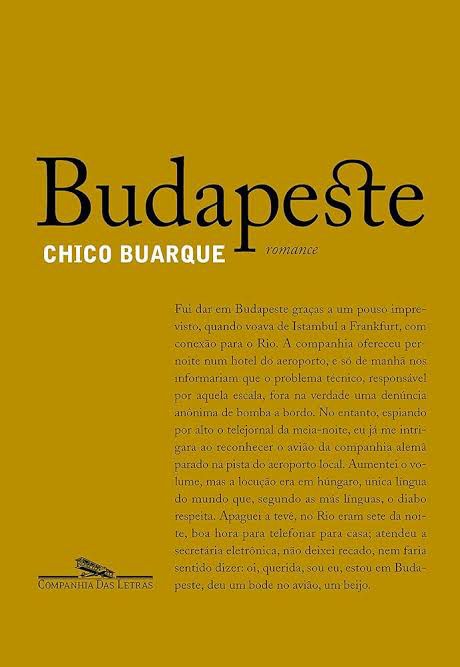 Budapeste
CHICO BUARQUE
romance
Fui dar em Budapeste graças a um pouso impre-
visto, quando voava de Istambul a Frankfurt, com
conexão para o Rio. A companhia ofereceu per-
noite num hotel do aeroporto, e só de manhã nos
informariam que o problema técnico, responsável
por aquela escala, fora na verdade uma denúncia
anônima de bomba a bordo. No entanto, espiando
por alto o telejornal da meia-noite, eu já me intri-
gara ao reconhecer o avião da companhia alemã
parado na pista do aeroporto local. Aumentei o vo-
lume, mas a locução era em húngaro, única língua
do mundo que, segundo as más línguas, o diabo
respeita. Apaguei a tevê, no Rio eram sete da noi-
te, boa hora para telefonar para casa; atendeu a
secretária eletrônica, não deixei recado, nem faria
sentido dizer: oi, querida, sou eu, estou em Buda-
peste, deu um bode no avião, um beijo.
COMPANHIA DAS LETRAS